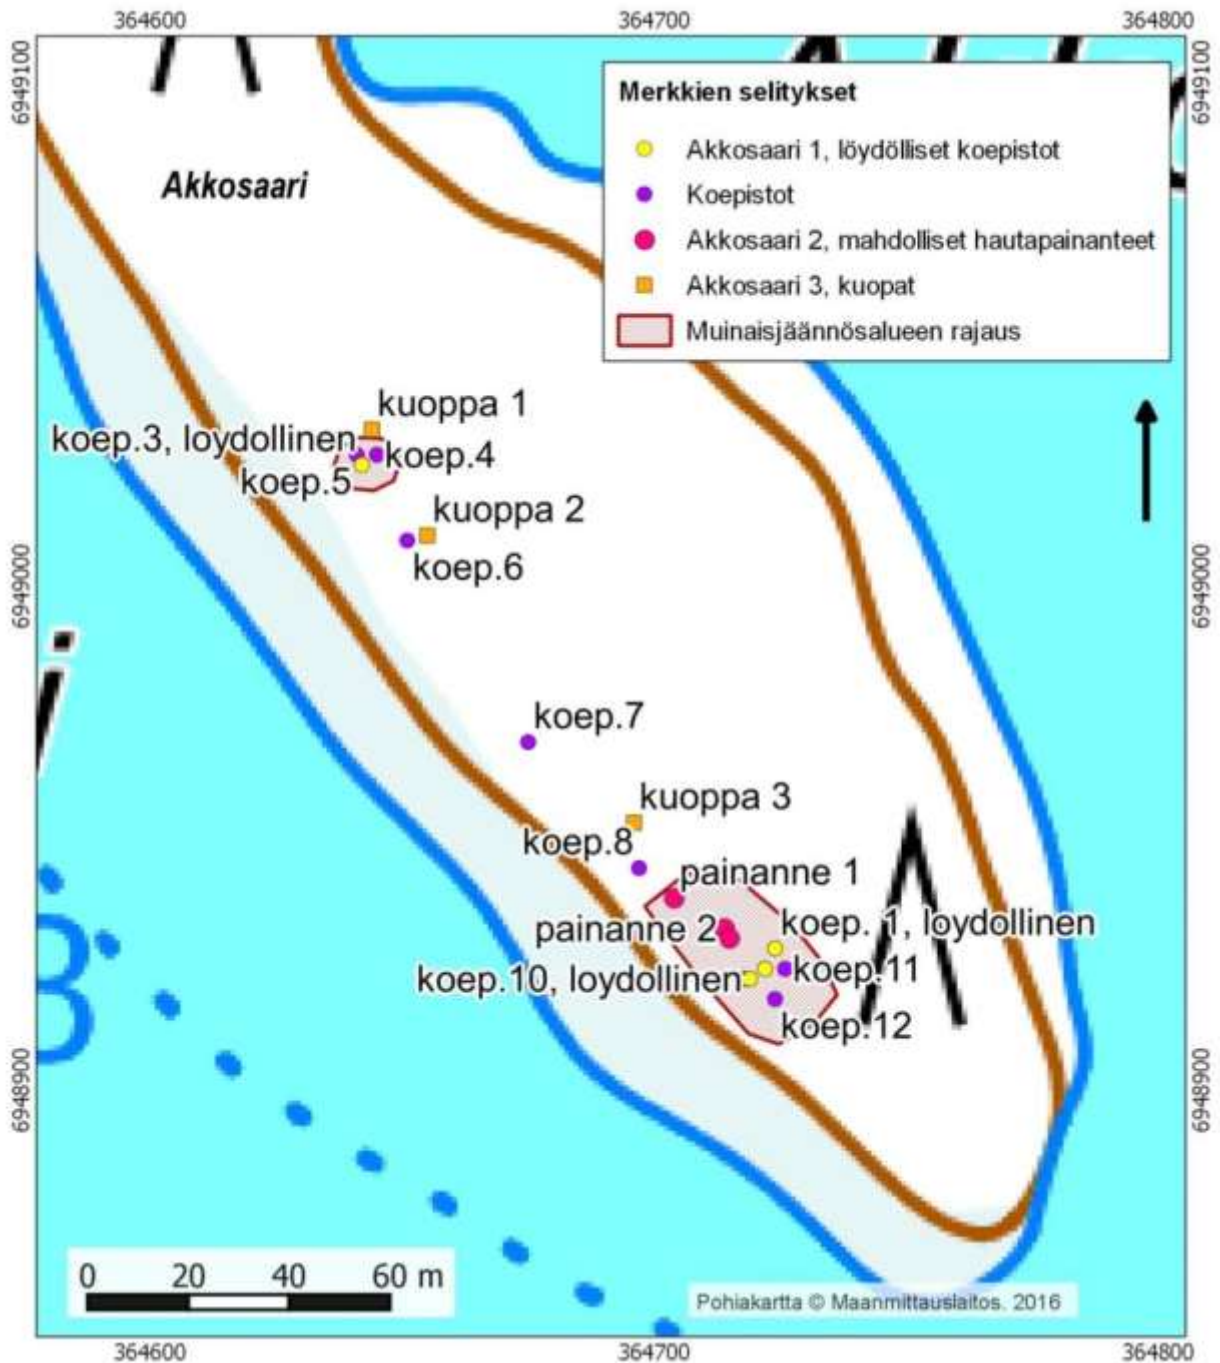 364600
364700
364800
6949100
6949100
Merkkien selitykset
Akkosaari 1, löydölliset koepistot
Koepistot
Akkosaari 2, mahdolliset hautapainanteet
Akkosaari 3, kuopat
Muinaisjäännösalueen rajaus
Akkosaari
kuoppa 1
koep.3, loydollinen
koep.4
koep.5
kuoppa 2
koep.6
6949000
6949000
i
koep.7
kuoppa 3
koep.8
painanne 1
koep. 1, loydollinen
painanne 2
koep.11
koep.10, loydollinen
koep.12
6948900
6948900
0 20 40 60 m
Pohjakartta © Maanmittauslaitos. 2016
364600
364700
364800